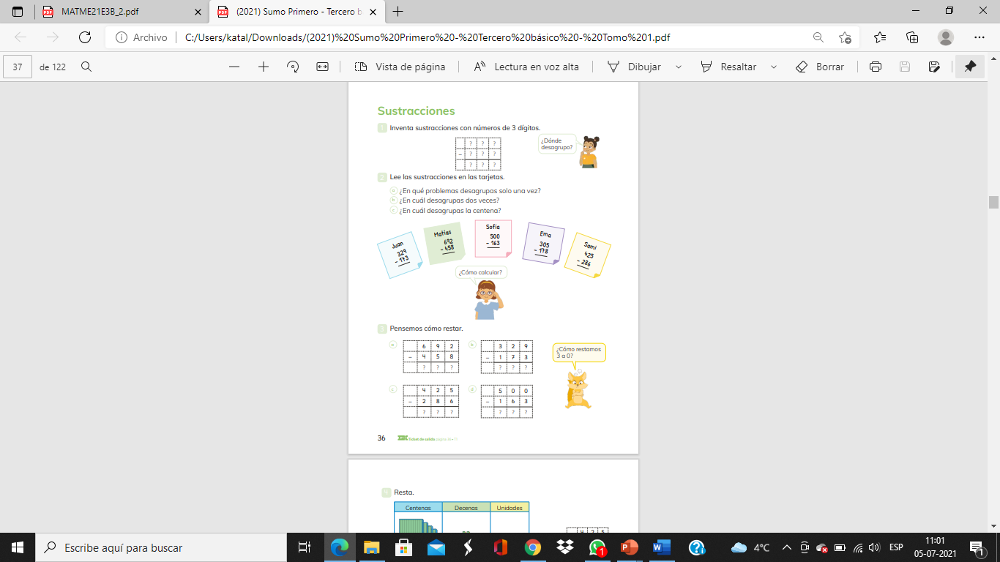 MATME21E3B_2.pdf
(2021) Sumo Primero - Tercero b
Archivo
C:/Users/katal/Downloads/(2021)%20Sumo%20Primero%20-%20Tercero%20básico%20-%20Tomo%201.pdf
37 de 122
Vista de página
Lectura en voz alta
Dibujar
Resaltar
Borrar
Sustracciones
1 Inventa sustracciones con números de 3 dígitos.
? ? ?
– ? ? ?
? ? ?
¿Dónde
desagrupo?
2 Lee las sustracciones en las tarjetas.
a ¿En qué problemas desagrupas solo una vez?
b ¿En cuál desagrupas dos veces?
c ¿En cuál desagrupas la centena?
Juan
329
- 173
Matías
692
- 458
Sofía
500
- 163
Ema
305
- 178
Sami
425
- 286
¿Cómo calcular?
3 Pensemos cómo restar.
a
6 9 2
– 4 5 8
? ? ?
b
3 2 9
– 1 7 3
? ? ?
¿Cómo restamos
3 a 0?
c
4 2 5
– 2 8 6
? ? ?
d
5 0 0
– 1 6 3
? ? ?
36
Ticket de salida página
4 Resta.
Centenas Decenas Unidades
4 2 5
Escribe aquí para buscar
1
4°C
ESP
11:01
05-07-2021
1